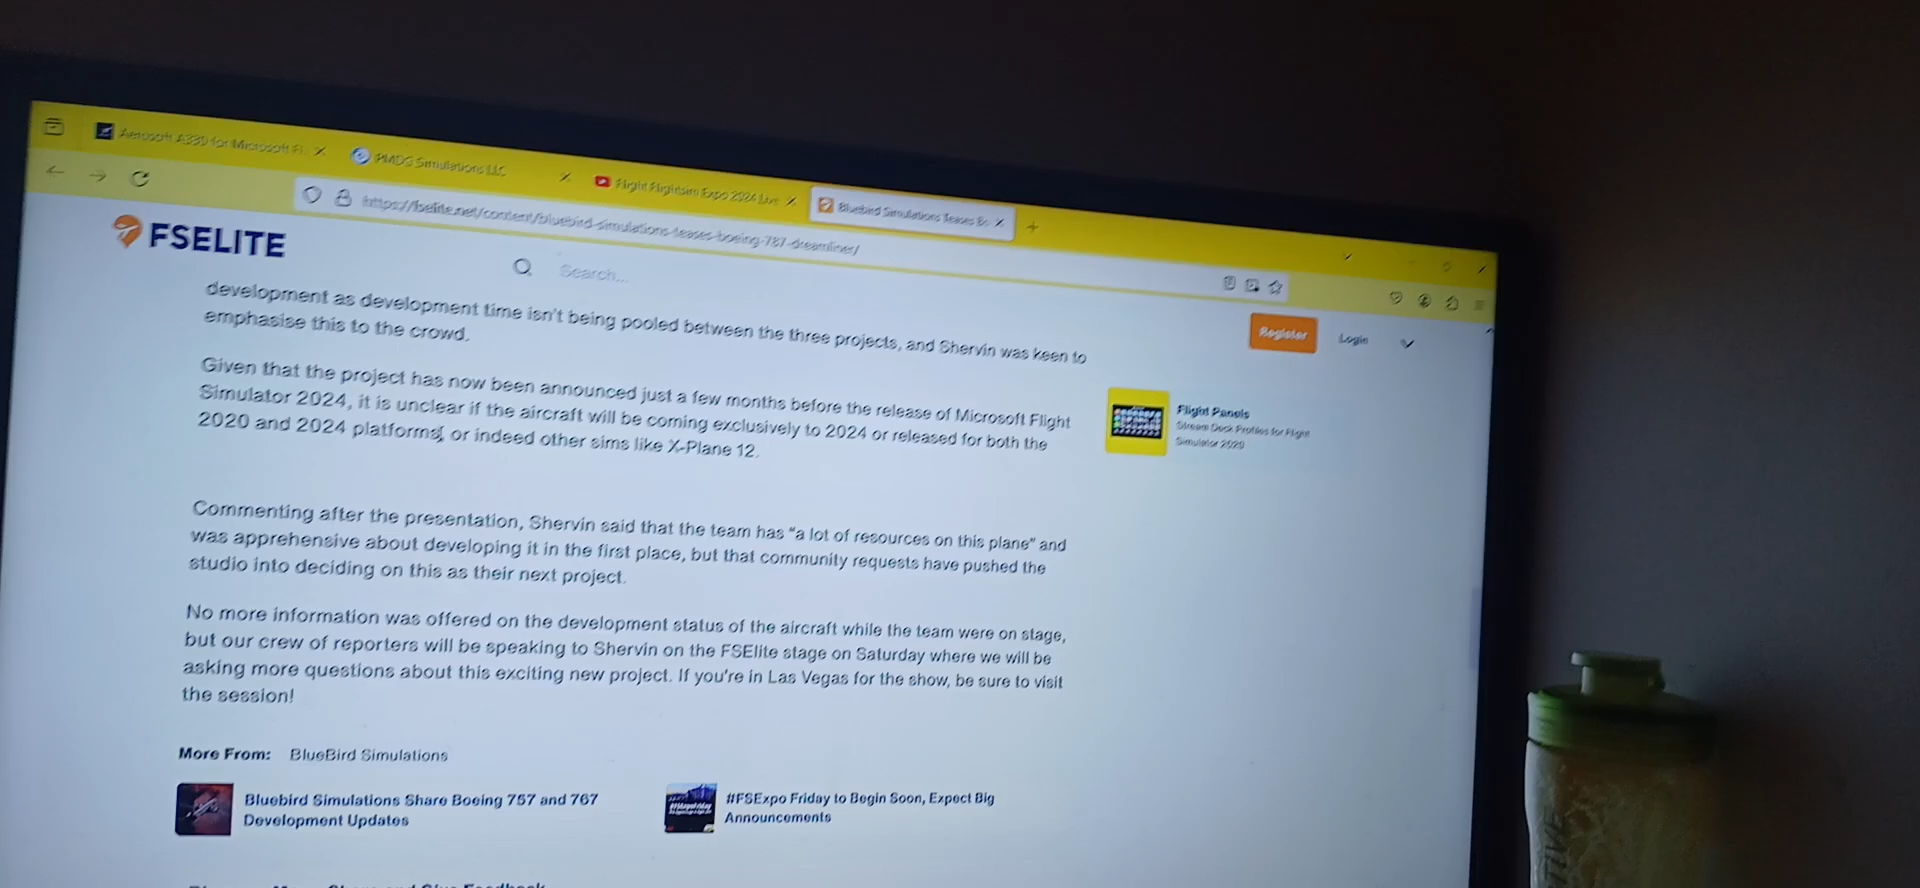 Aerosoft A330 for Microsoft Fl
PMDG Simulations LLC
Flight Flightsim Expo 2024 Live
Bluebird Simulations Teases Bo
https://fselite.net/content/bluebird-simulations-teases-boeing-787-dreamliner/
FSELITE
Search...
Register
Login
development as development time isn't being pooled between the three projects, and Shervin was keen to
emphasise this to the crowd.
Given that the project has now been announced just a few months before the release of Microsoft Flight
Simulator 2024, it is unclear if the aircraft will be coming exclusively to 2024 or released for both the
2020 and 2024 platforms, or indeed other sims like X-Plane 12.
Flight Panels
Stream Deck Profiles for Flight
Simulator 2020
Commenting after the presentation, Shervin said that the team has "a lot of resources on this plane" and
was apprehensive about developing it in the first place, but that community requests have pushed the
studio into deciding on this as their next project.
No more information was offered on the development status of the aircraft while the team were on stage,
but our crew of reporters will be speaking to Shervin on the FSElite stage on Saturday where we will be
asking more questions about this exciting new project. If you're in Las Vegas for the show, be sure to visit
the session!
More From: BlueBird Simulations
Bluebird Simulations Share Boeing 757 and 767
Development Updates
#FSExpo Friday to Begin Soon, Expect Big
Announcements